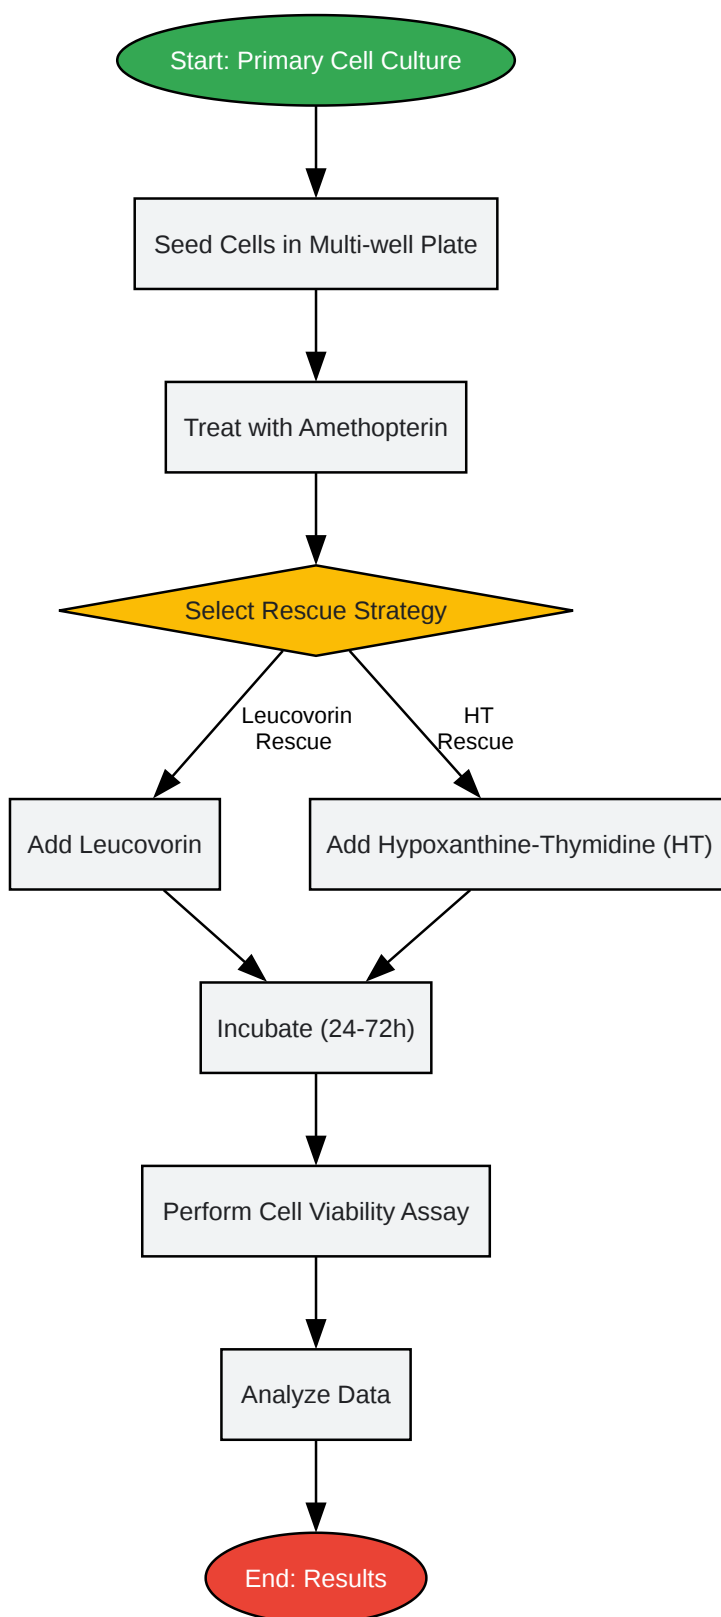 Start: Primary Cell Culture
Seed Cells in Multi-well Plate
Treat with Amethopterin
Select Rescue Strategy
Leucovorin
Rescue
HT
Rescue
Add Leucovorin
Add Hypoxanthine-Thymidine (HT)
Incubate (24-72h)
Perform Cell Viability Assay
Analyze Data
End: Results